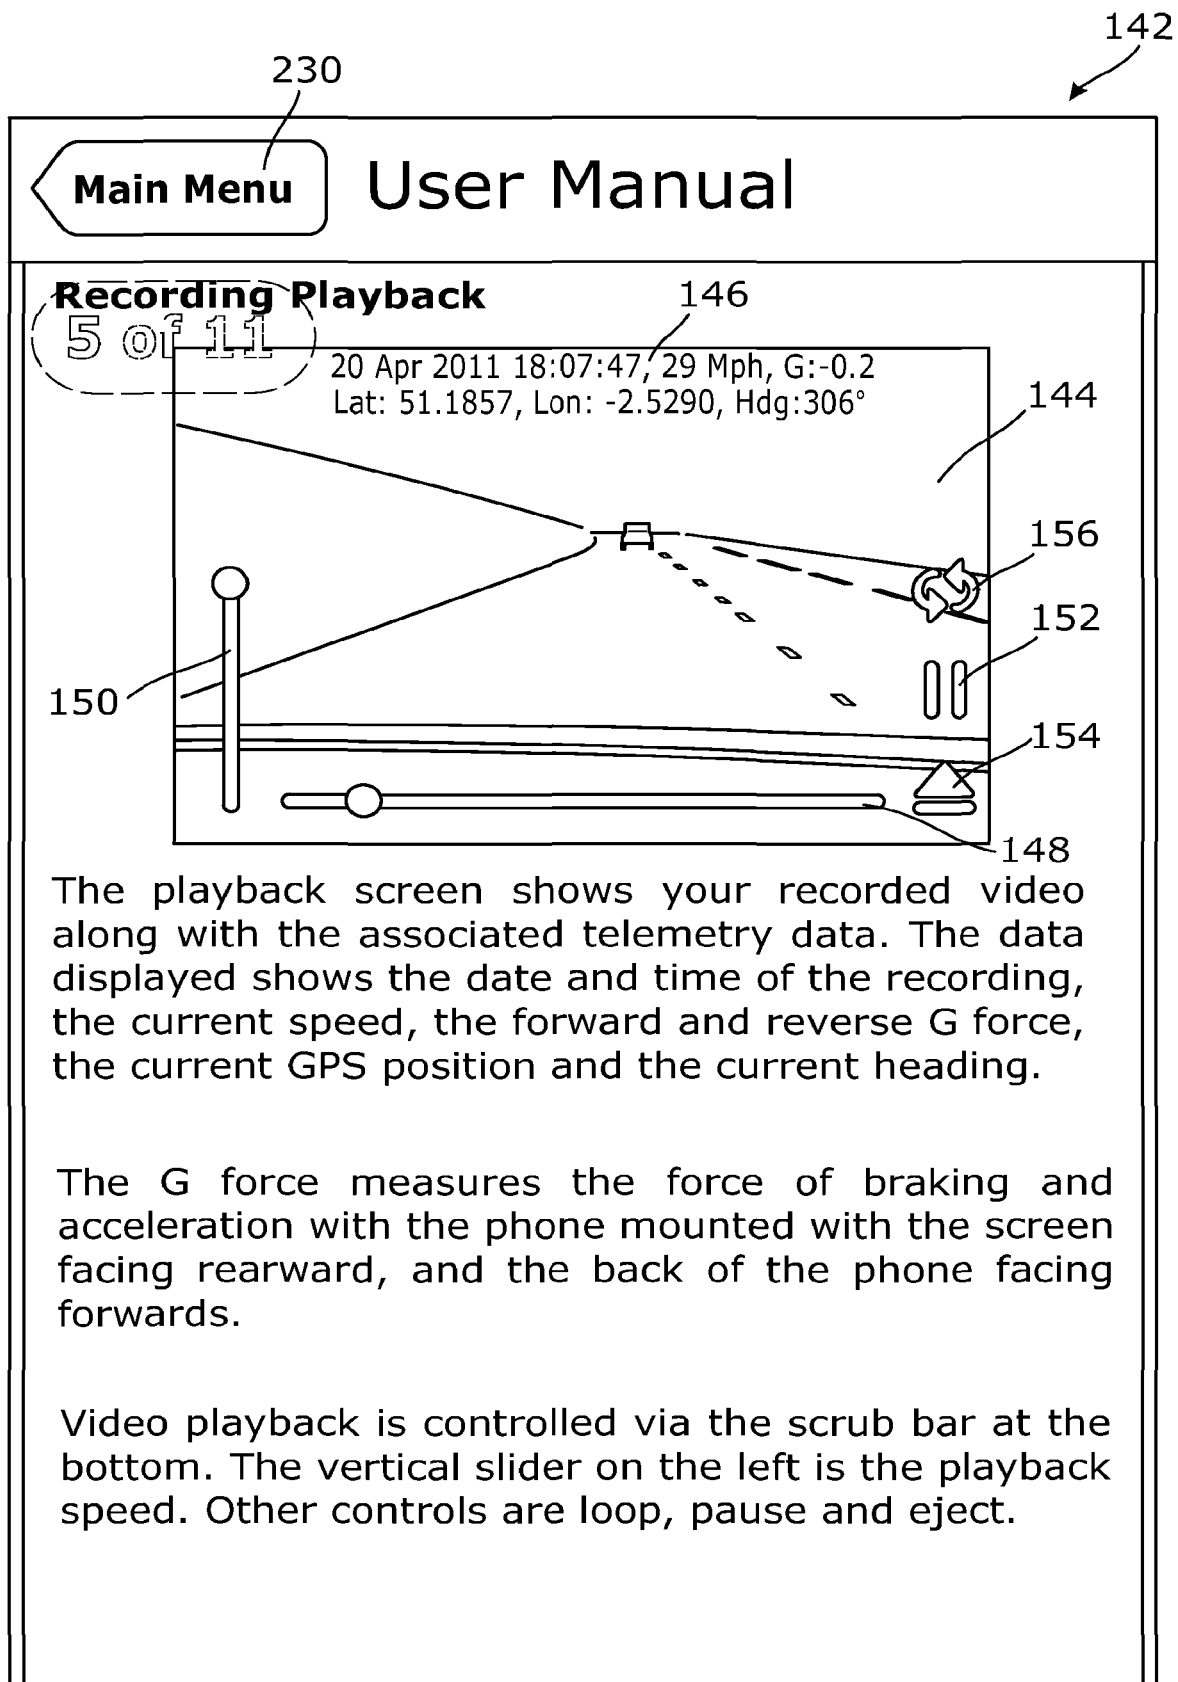 142
230
Main Menu User Manual
Recording Playback
5 of 11
146
20 Apr 2011 18:07:47, 29 Mph, G:-0.2
Lat: 51.1857, Lon: -2.5290, Hdg:306°
144
156
152
150
154
148
The playback screen shows your recorded video
along with the associated telemetry data. The data
displayed shows the date and time of the recording,
the current speed, the forward and reverse G force,
the current GPS position and the current heading.
The G force measures the force of braking and
acceleration with the phone mounted with the screen
facing rearward, and the back of the phone facing
forwards.
Video playback is controlled via the scrub bar at the
bottom. The vertical slider on the left is the playback
speed. Other controls are loop, pause and eject.